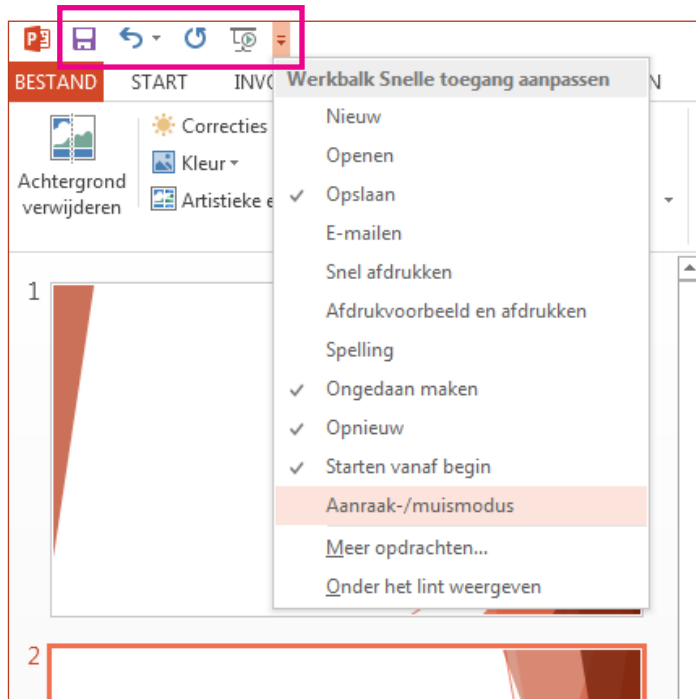 P
BESTAND START INVO
N
Werkbalk Snelle toegang aanpassen
Nieuw
Openen
Opslaan
E-mailen
Snel afdrukken
Afdrukvoorbeeld en afdrukken
Spelling
Ongedaan maken
Opnieuw
Starten vanaf begin
Aanraak-/muismodus
Meer opdrachten...
Onder het lint weergeven
Achtergrond
verwijderen
Correcties
Kleur
Artistieke e
1
2